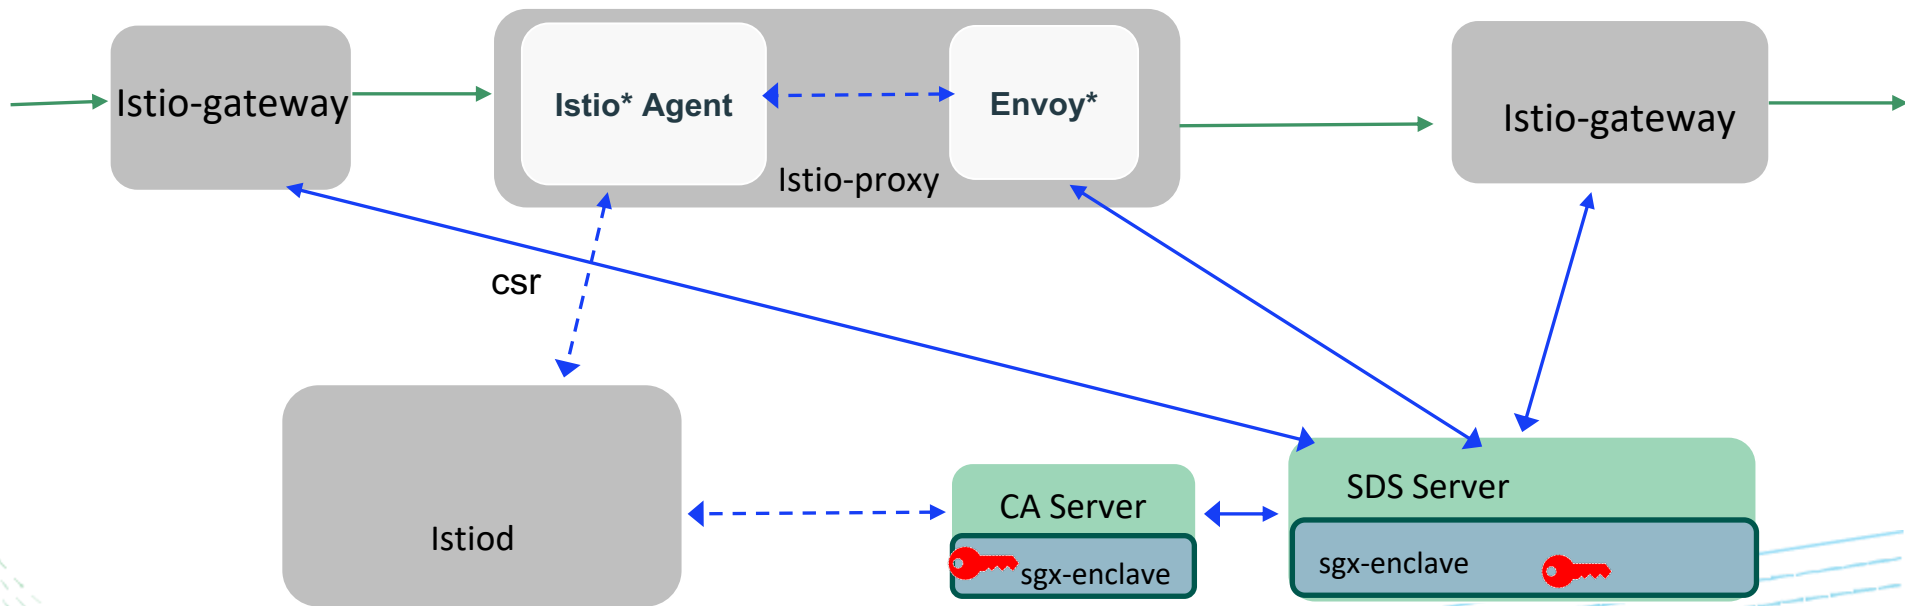 Istio-gateway
Istio* Agent
Envoy*
Istio-proxy
Istio-gateway
csr
Istiod
CA Server
sgx-enclave
SDS Server
sgx-enclave